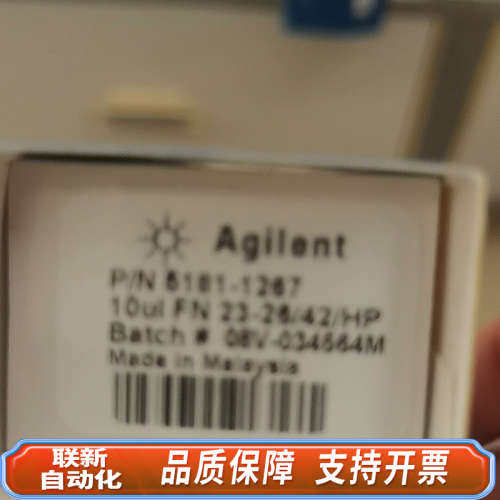 Agilent
P/N 5181-1267
10ul FN 23-26/42/HP
Batch # 08V-034564M
Made in Malaysia
联新
自动化
品质保障 支持开票